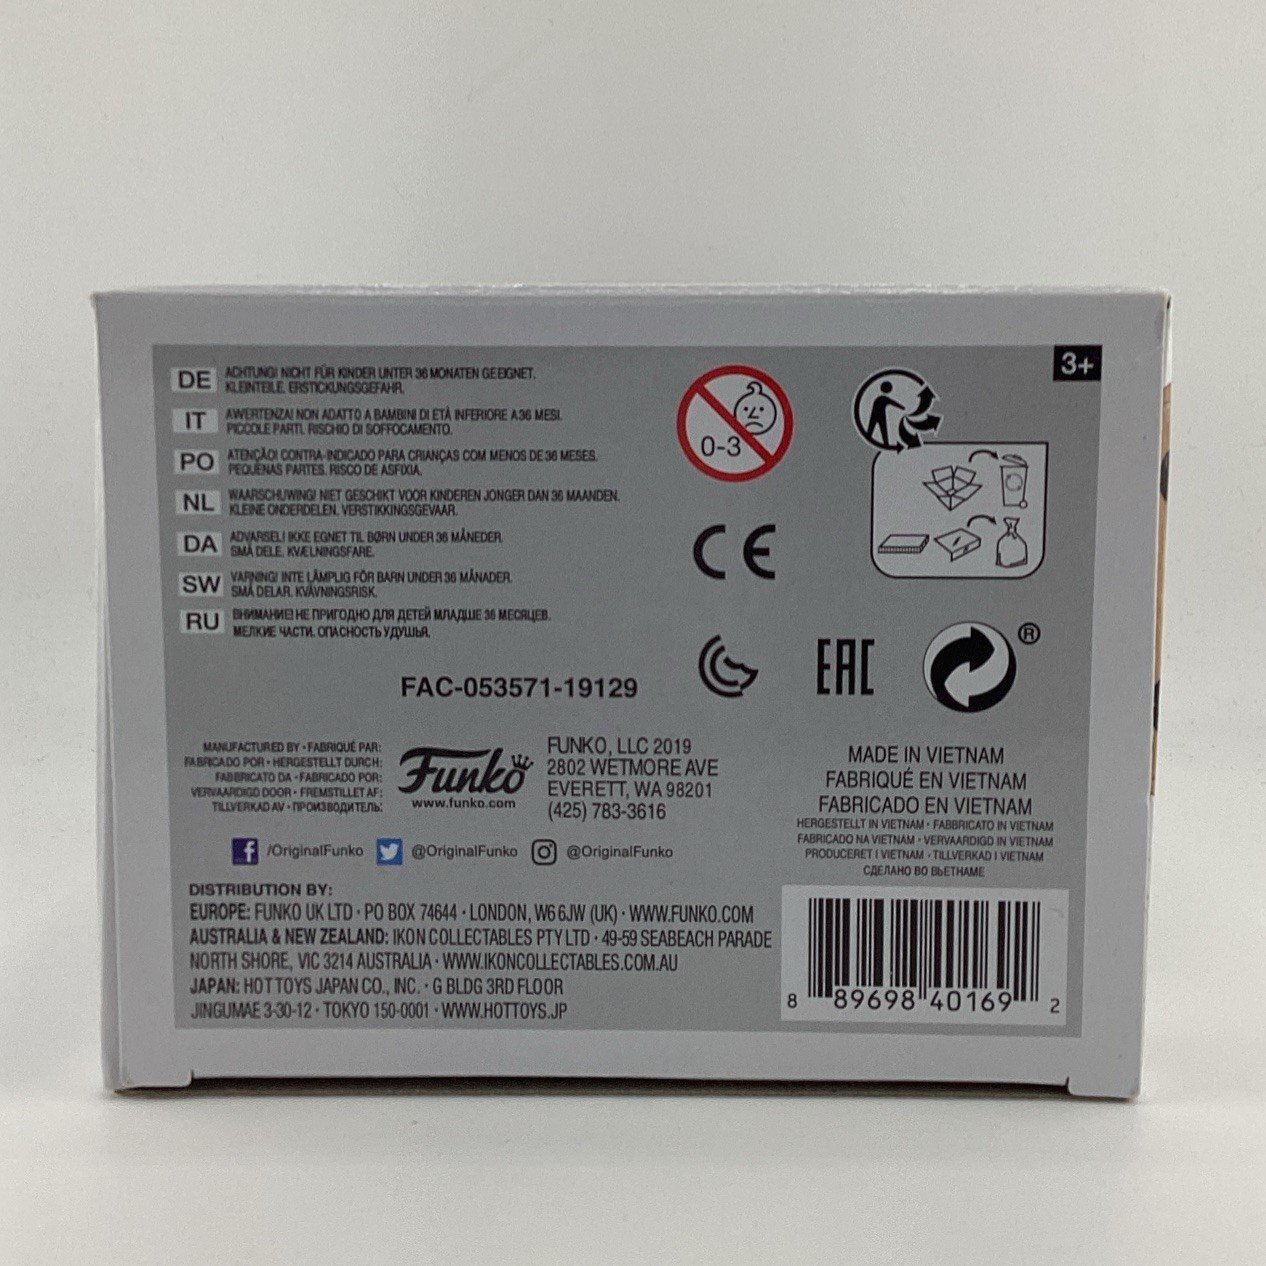 3+
DE ACHTUNG! NICHT FÜR KINDER UNTER 36 MONATEN GEEIGNET.
KLEINTEILE. ERSTICKUNGSGEFAHR.
IT AWERTENZA! NON ADATTO A BAMBINI DI ETÀ INFERIORE A 36 MESI.
PICCOLE PARTI. RISCHIO DI SOFFOCAMENTO.
PO ATENÇÃO! CONTRA-INDICADO PARA CRIANÇAS COM MENOS DE 36 MESES.
PEQUENAS PARTES. RISCO DE ASFIXIA.
NL WAARSCHUWING! NIET GESCHIKT VOOR KINDEREN JONGER DAN 36 MAANDEN.
KLEINE ONDERDELEN. VERSTIKKINGSGEVAAR.
DA ADVARSEL! IKKE EGNET TIL BØRN UNDER 36 MÅNEDER.
SMÅ DELE. KVÆLNINGSFARE.
SW VARNING! INTE LÄMPLIG FÖR BARN UNDER 36 MÅNADER.
SMÅ DELAR. KVÄVNINGSRISK.
RU ВНИМАНИЕ! НЕ ПРИГОДНО ДЛЯ ДЕТЕЙ МЛАДШЕ 36 МЕСЯЦЕВ.
МЕЛКИЕ ЧАСТИ. ОПАСНОСТЬ УДУШЬЯ.
0-3
CE
EAC
®
FAC-053571-19129
MANUFACTURED BY • FABRIQUÉ PAR:
FABRICADO POR • HERGESTELLT DURCH:
FABBRICATO DA • FABRICADO POR:
VERVAARDIGD DOOR • FREMSTILLET AF:
TILLVERKAD AV • ПРОИЗВОДИТЕЛЬ:
Funko
www.funko.com
FUNKO, LLC 2019
2802 WETMORE AVE
EVERETT, WA 98201
(425) 783-3616
MADE IN VIETNAM
FABRIQUÉ EN VIETNAM
FABRICADO EN VIETNAM
HERGESTELLT IN VIETNAM • FABBRICATO IN VIETNAM
FABRICADO NA VIETNAM • VERVAARDIGD IN VIETNAM
PRODUCERET I VIETNAM • TILLVERKAD I VIETNAM
СДЕЛАНО ВО ВЬЕТНАМЕ
/OriginalFunko @OriginalFunko @OriginalFunko
DISTRIBUTION BY:
EUROPE: FUNKO UK LTD • PO BOX 74644 • LONDON, W6 6JW (UK) • WWW.FUNKO.COM
AUSTRALIA & NEW ZEALAND: IKON COLLECTABLES PTY LTD • 49-59 SEABEACH PARADE
NORTH SHORE, VIC 3214 AUSTRALIA • WWW.IKONCOLLECTABLES.COM.AU
JAPAN: HOT TOYS JAPAN CO., INC. • G BLDG 3RD FLOOR
JINGUMAE 3-30-12 • TOKYO 150-0001 • WWW.HOTTOYS.JP
8 89698 40169 2